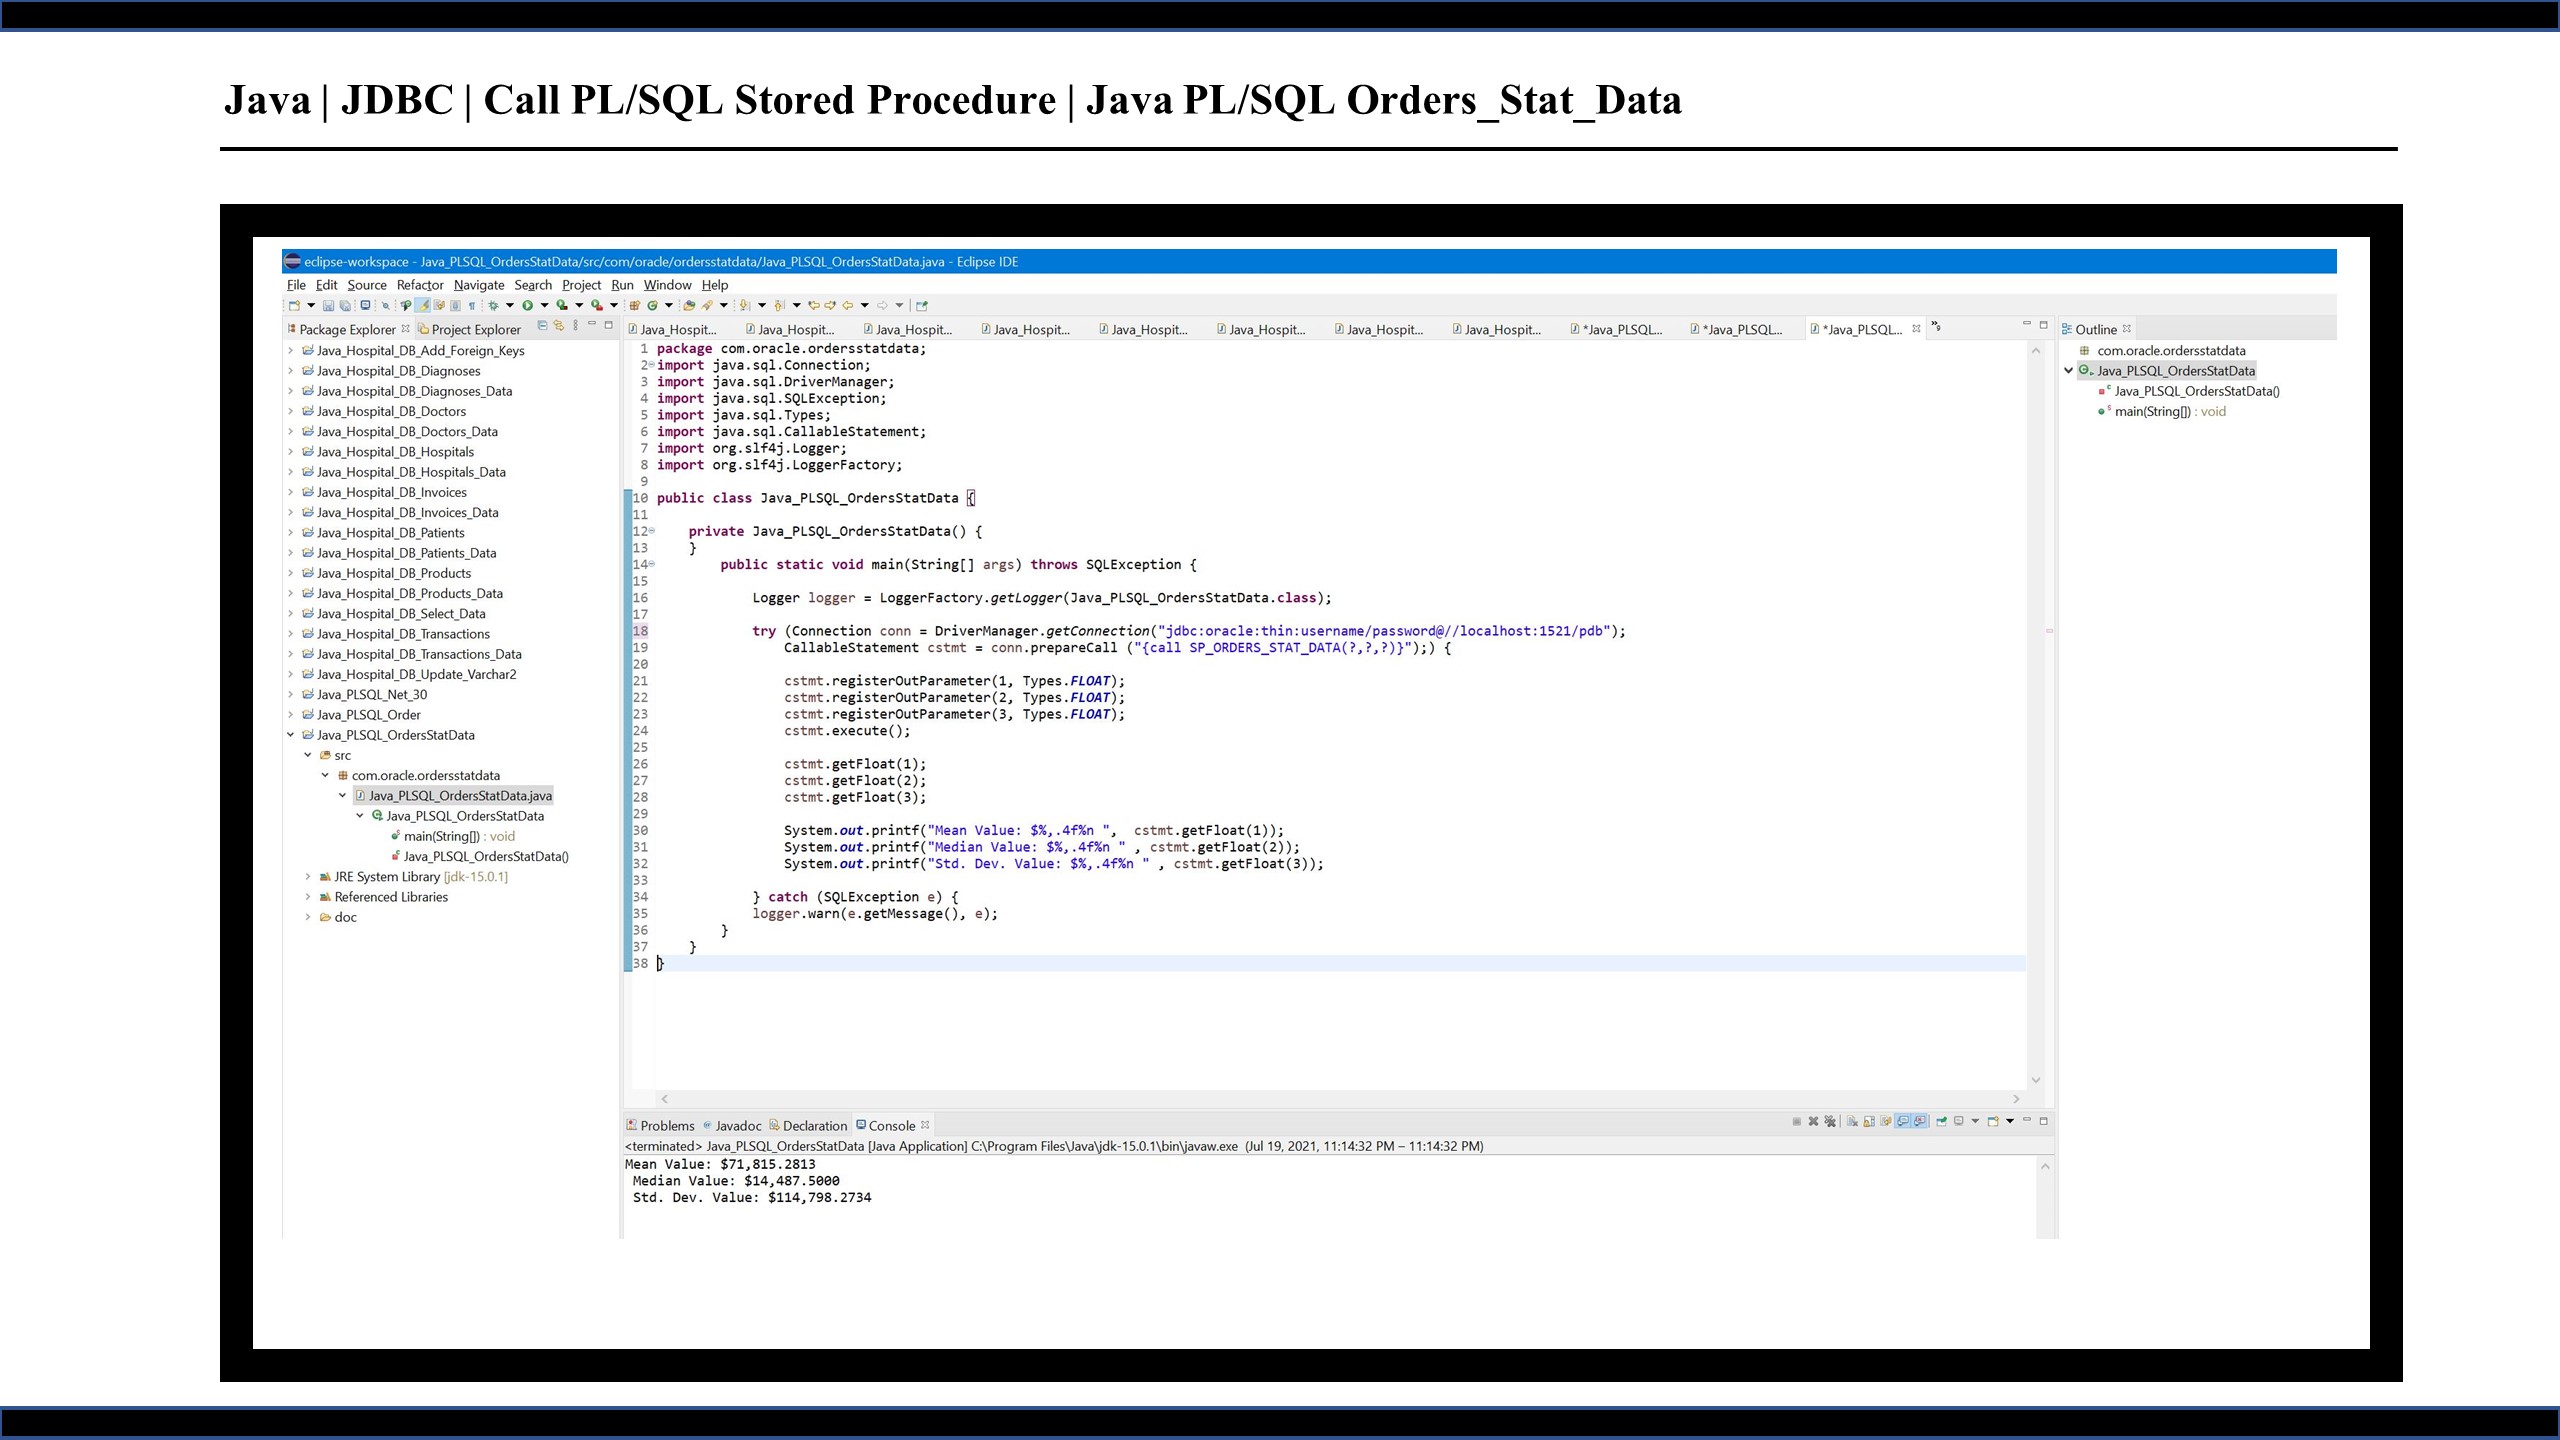 Java | JDBC | Call PL/SQL Stored Procedure | Java PL/SQL Orders_Stat_Data
eclipse-workspace - Java_PLSQL_OrdersStatData/src/com/oracle/ordersstatdata/Java_PLSQL_OrdersStatData.java - Eclipse IDE
File Edit Source Refactor Navigate Search Project Run Window Help
Package Explorer Project Explorer
Java_Hospital_DB_Add_Foreign_Keys
Java_Hospital_DB_Diagnoses
Java_Hospital_DB_Diagnoses_Data
Java_Hospital_DB_Doctors
Java_Hospital_DB_Doctors_Data
Java_Hospital_DB_Hospitals
Java_Hospital_DB_Hospitals_Data
Java_Hospital_DB_Invoices
Java_Hospital_DB_Invoices_Data
Java_Hospital_DB_Patients
Java_Hospital_DB_Patients_Data
Java_Hospital_DB_Products
Java_Hospital_DB_Products_Data
Java_Hospital_DB_Select_Data
Java_Hospital_DB_Transactions
Java_Hospital_DB_Transactions_Data
Java_Hospital_DB_Update_Varchar2
Java_PLSQL_Net_30
Java_PLSQL_Order
Java_PLSQL_OrdersStatData
src
com.oracle.ordersstatdata
Java_PLSQL_OrdersStatData.java
Java_PLSQL_OrdersStatData
main(String[]) : void
Java_PLSQL_OrdersStatData()
JRE System Library [jdk-15.0.1]
Referenced Libraries
doc
Java_Hospit... Java_Hospit... Java_Hospit... Java_Hospit... Java_Hospit... Java_Hospit... Java_Hospit... Java_Hospit... *Java_PLSQL... *Java_PLSQL... *Java_PLSQL... »9
1 package com.oracle.ordersstatdata;
2 import java.sql.Connection;
3 import java.sql.DriverManager;
4 import java.sql.SQLException;
5 import java.sql.Types;
6 import java.sql.CallableStatement;
7 import org.slf4j.Logger;
8 import org.slf4j.LoggerFactory;
9
10 public class Java_PLSQL_OrdersStatData {
11
12 private Java_PLSQL_OrdersStatData() {
13 }
14 public static void main(String[] args) throws SQLException {
15
16 Logger logger = LoggerFactory.getLogger(Java_PLSQL_OrdersStatData.class);
17
18 try (Connection conn = DriverManager.getConnection("jdbc:oracle:thin:username/password@//localhost:1521/pdb");
19 CallableStatement cstmt = conn.prepareCall ("{call SP_ORDERS_STAT_DATA(?,?,?)}");) {
20
21 cstmt.registerOutParameter(1, Types.FLOAT);
22 cstmt.registerOutParameter(2, Types.FLOAT);
23 cstmt.registerOutParameter(3, Types.FLOAT);
24 cstmt.execute();
25
26 cstmt.getFloat(1);
27 cstmt.getFloat(2);
28 cstmt.getFloat(3);
29
30 System.out.printf("Mean Value: $%,.4f%n ", cstmt.getFloat(1));
31 System.out.printf("Median Value: $%,.4f%n " , cstmt.getFloat(2));
32 System.out.printf("Std. Dev. Value: $%,.4f%n " , cstmt.getFloat(3));
33
34 } catch (SQLException e) {
35 logger.warn(e.getMessage(), e);
36 }
37 }
38 }
Outline
com.oracle.ordersstatdata
Java_PLSQL_OrdersStatData
Java_PLSQL_OrdersStatData()
main(String[]) : void
Problems Javadoc Declaration Console
<terminated> Java_PLSQL_OrdersStatData [Java Application] C:\Program Files\Java\jdk-15.0.1\bin\javaw.exe (Jul 19, 2021, 11:14:32 PM – 11:14:32 PM)
Mean Value: $71,815.2813
Median Value: $14,487.5000
Std. Dev. Value: $114,798.2734